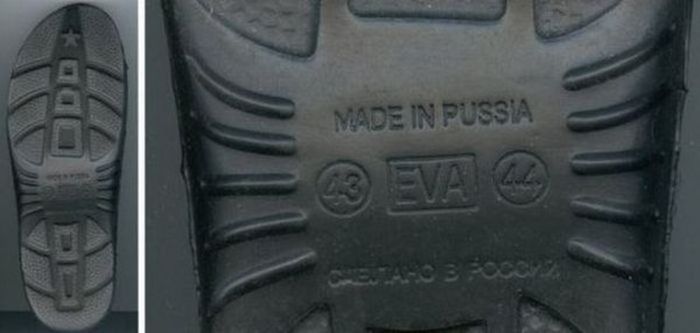 MADE IN PUSSIA
43 EVA 44
СДЕЛАНО В РОССИИ